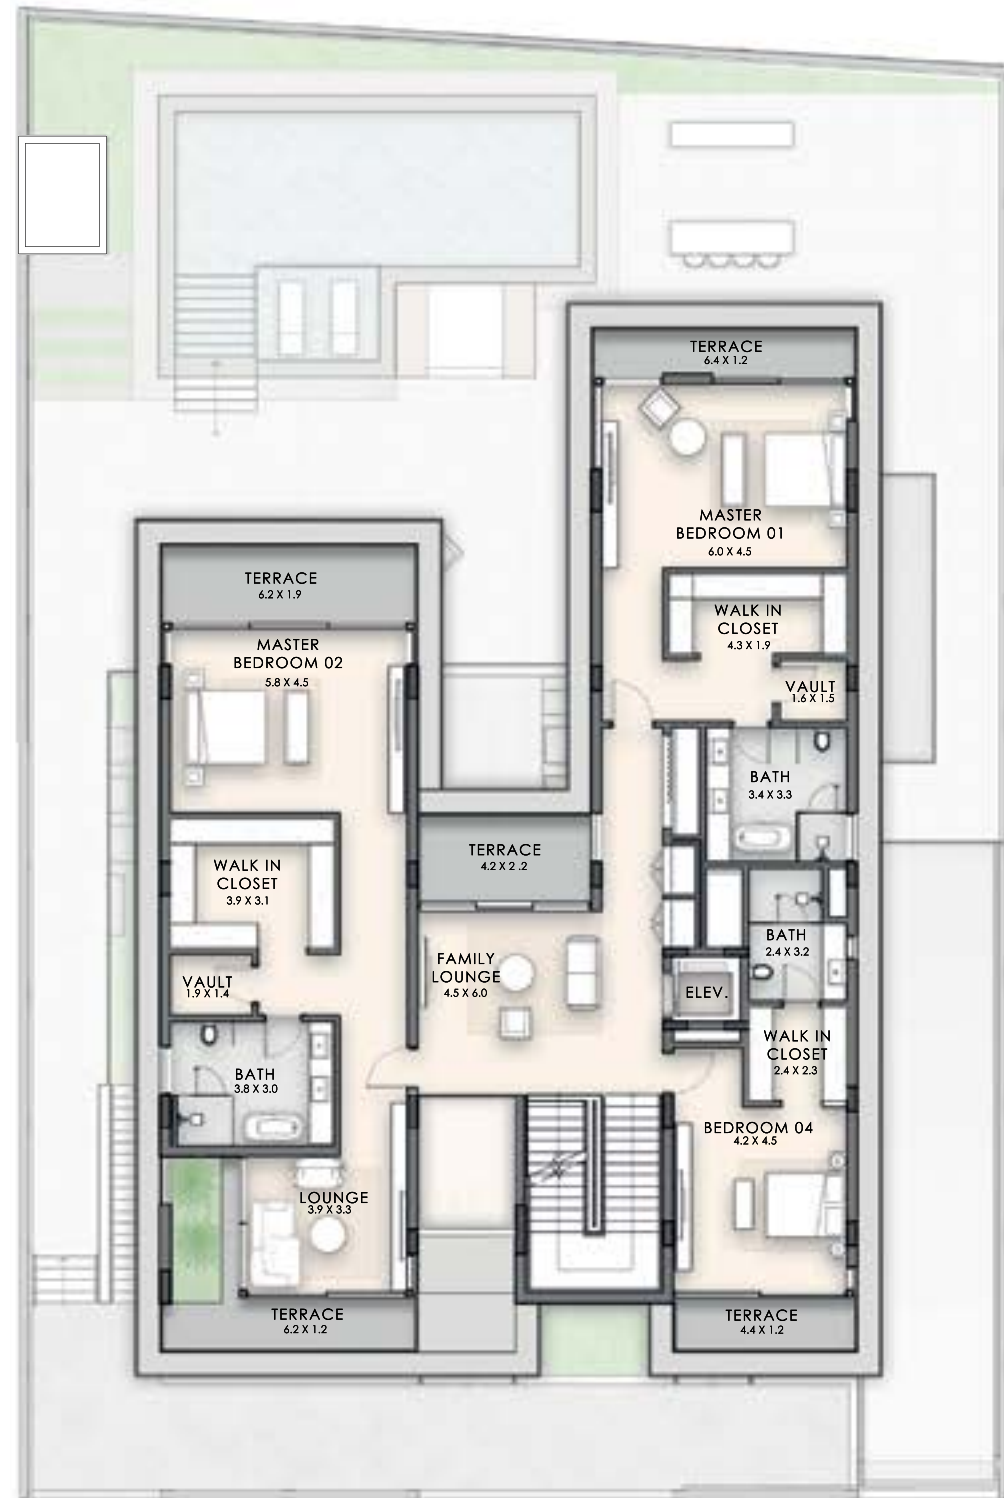 TERRACE
6.4 X 1.2
MASTER
BEDROOM 01
6.0 X 4.5
WALK IN
CLOSET
4.3 X 1.9
VAULT
1.6 X 1.5
BATH
3.4 X 3.3
TERRACE
6.2 X 1.9
MASTER
BEDROOM 02
5.8 X 4.5
TERRACE
4.2 X 2.2
WALK IN
CLOSET
3.9 X 3.1
VAULT
1.9 X 1.4
FAMILY
LOUNGE
4.5 X 6.0
BATH
2.4 X 3.2
ELEV.
WALK IN
CLOSET
2.4 X 2.3
BATH
3.8 X 3.0
BEDROOM 04
4.2 X 4.5
LOUNGE
3.9 X 3.3
TERRACE
6.2 X 1.2
TERRACE
4.4 X 1.2